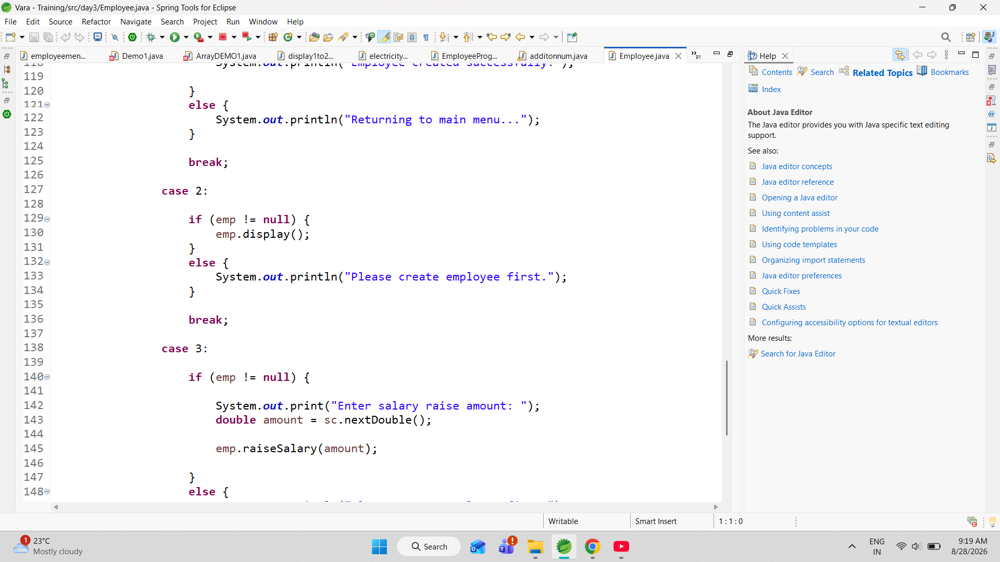 Vara - Training/src/day3/Employee.java - Spring Tools for Eclipse
File Edit Source Refactor Navigate Search Project Run Window Help
employeemen... Demo1.java ArrayDEMO1.java display1to2... electricity... EmployeeProg... additonnum.java Employee.java 91
118 System.out.println("Employee created successfully.");
119
120 }
121 else {
122 System.out.println("Returning to main menu...");
123 }
124
125 break;
126
127 case 2:
128
129 if (emp != null) {
130 emp.display();
131 }
132 else {
133 System.out.println("Please create employee first.");
134 }
135
136 break;
137
138 case 3:
139
140 if (emp != null) {
141
142 System.out.print("Enter salary raise amount: ");
143 double amount = sc.nextDouble();
144
145 emp.raiseSalary(amount);
146
147 }
148 else {
Help
Contents Search Related Topics Bookmarks
Index
About Java Editor
The Java editor provides you with Java specific text editing
support.
See also:
Java editor concepts
Java editor reference
Opening a Java editor
Using content assist
Identifying problems in your code
Using code templates
Organizing import statements
Java editor preferences
Quick Fixes
Quick Assists
Configuring accessibility options for textual editors
More results:
Search for Java Editor
Writable Smart Insert 1 : 1 : 0
1
23°C
Mostly cloudy
Search
ENG
IN
9:19 AM
8/28/2026